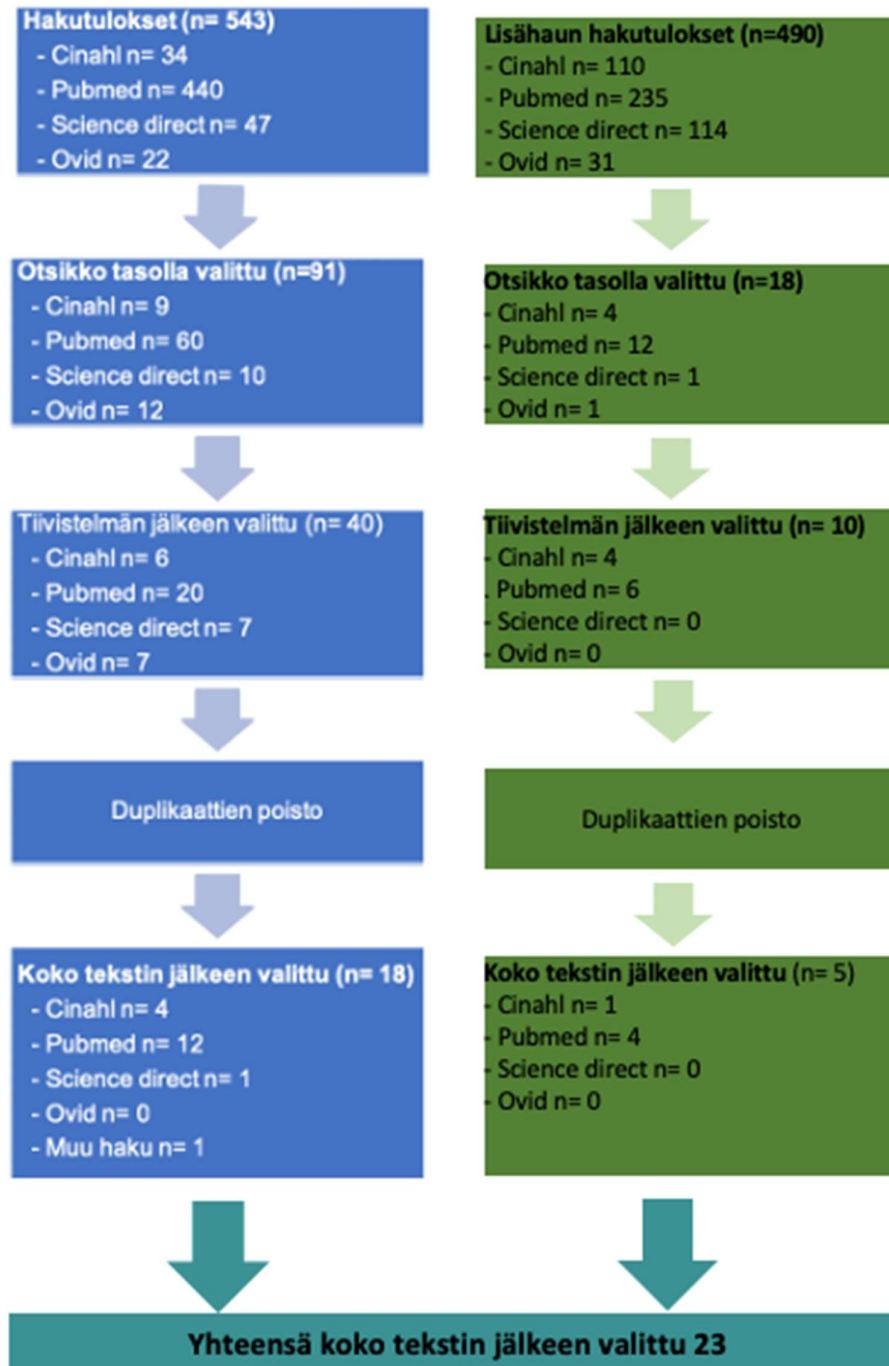 Hakutulokset (n= 543)
- Cinahl n= 34
- Pubmed n= 440
- Science direct n= 47
- Ovid n= 22
Otsikko tasolla valittu (n=91)
- Cinahl n= 9
- Pubmed n= 60
- Science direct n= 10
- Ovid n= 12
Tiivistelmän jälkeen valittu (n= 40)
- Cinahl n= 6
- Pubmed n= 20
- Science direct n= 7
- Ovid n= 7
Duplikaattien poisto
Koko tekstin jälkeen valittu (n= 18)
- Cinahl n= 4
- Pubmed n= 12
- Science direct n= 1
- Ovid n= 0
- Muu haku n= 1
Lisähaun hakutulokset (n=490)
- Cinahl n= 110
- Pubmed n= 235
- Science direct n= 114
- Ovid n= 31
Otsikko tasolla valittu (n=18)
- Cinahl n= 4
- Pubmed n= 12
- Science direct n= 1
- Ovid n= 1
Tiivistelmän jälkeen valittu (n= 10)
- Cinahl n= 4
. Pubmed n= 6
- Science direct n= 0
- Ovid n= 0
Duplikaattien poisto
Koko tekstin jälkeen valittu (n= 5)
- Cinahl n= 1
- Pubmed n= 4
- Science direct n= 0
- Ovid n= 0
Yhteensä koko tekstin jälkeen valittu 23